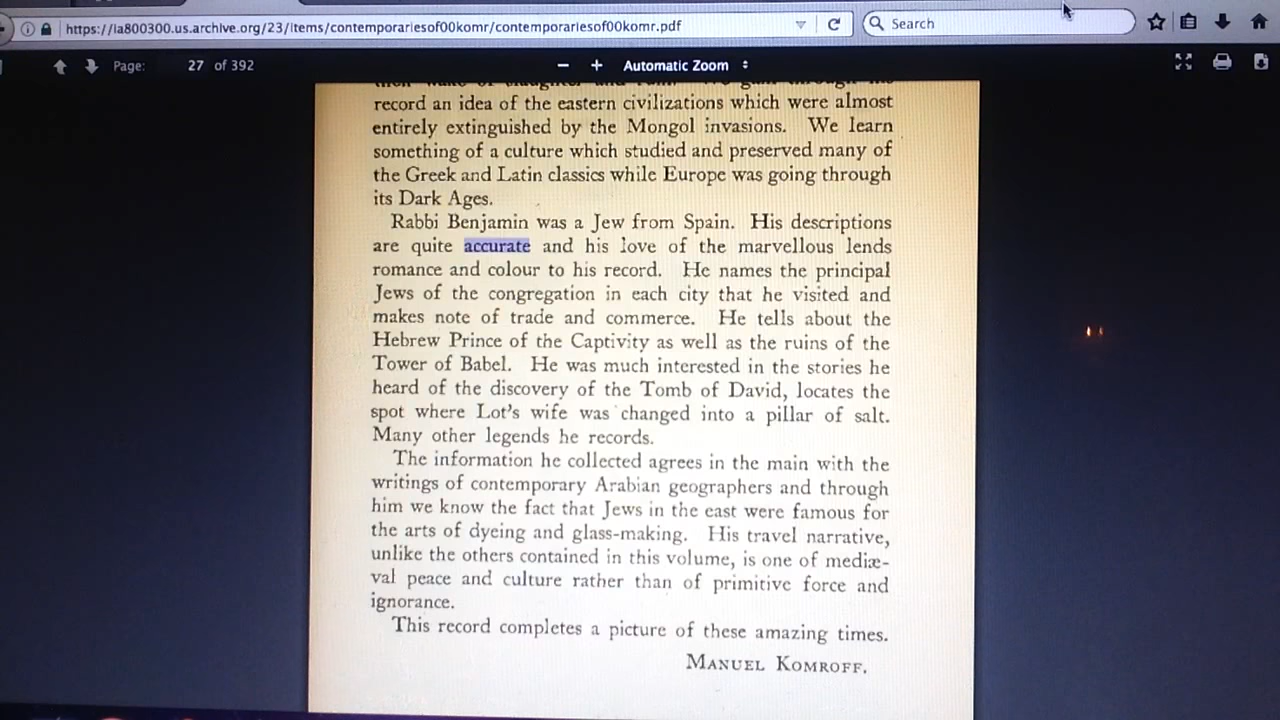 https://ia800300.us.archive.org/23/items/contemporariesof00komr/contemporariesof00komr.pdf
Search
Page: 27 of 392
Automatic Zoom
record an idea of the eastern civilizations which were almost
entirely extinguished by the Mongol invasions. We learn
something of a culture which studied and preserved many of
the Greek and Latin classics while Europe was going through
its Dark Ages.
Rabbi Benjamin was a Jew from Spain. His descriptions
are quite accurate and his love of the marvellous lends
romance and colour to his record. He names the principal
Jews of the congregation in each city that he visited and
makes note of trade and commerce. He tells about the
Hebrew Prince of the Captivity as well as the ruins of the
Tower of Babel. He was much interested in the stories he
heard of the discovery of the Tomb of David, locates the
spot where Lot's wife was changed into a pillar of salt.
Many other legends he records.
The information he collected agrees in the main with the
writings of contemporary Arabian geographers and through
him we know the fact that Jews in the east were famous for
the arts of dyeing and glass-making. His travel narrative,
unlike the others contained in this volume, is one of mediæ-
val peace and culture rather than of primitive force and
ignorance.
This record completes a picture of these amazing times.
MANUEL KOMROFF.